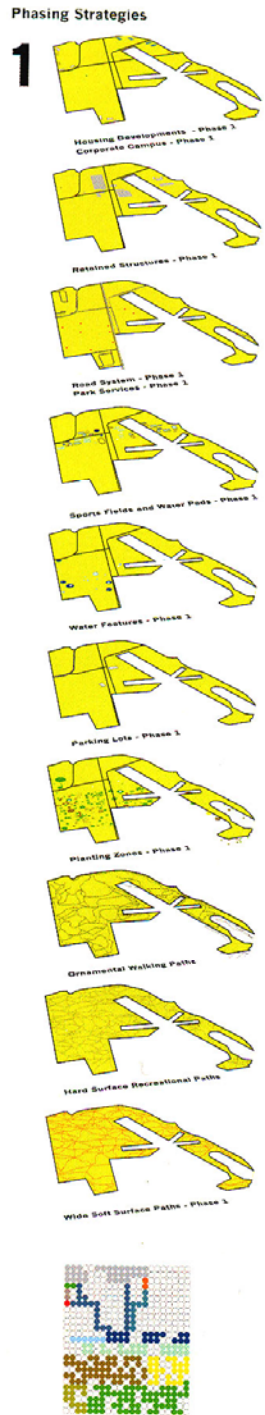 Phasing Strategies
1
Housing Developments - Phase 1
Corporate Campus - Phase 1
Retained Structures - Phase 1
Road System - Phase 1
Park Services - Phase 1
Sports Fields and Water Pads - Phase 1
Water Features - Phase 1
Parking Lots - Phase 1
Planting Zones - Phase 1
Ornamental Walking Paths
Hard Surface Recreational Paths
Wide Soft Surface Paths - Phase 1